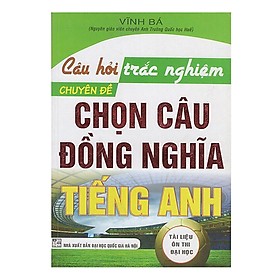 VĨNH BÁ
(Nguyên giáo viên chuyên Anh Trường Quốc học Huế)
Câu hỏi trắc nghiệm
CHUYÊN ĐỀ
CHỌN CÂU
ĐỒNG NGHĨA
TIẾNG ANH
TÀI LIỆU
ÔN THI
ĐẠI HỌC
NHÀ XUẤT BẢN ĐẠI HỌC QUỐC GIA HÀ NỘI